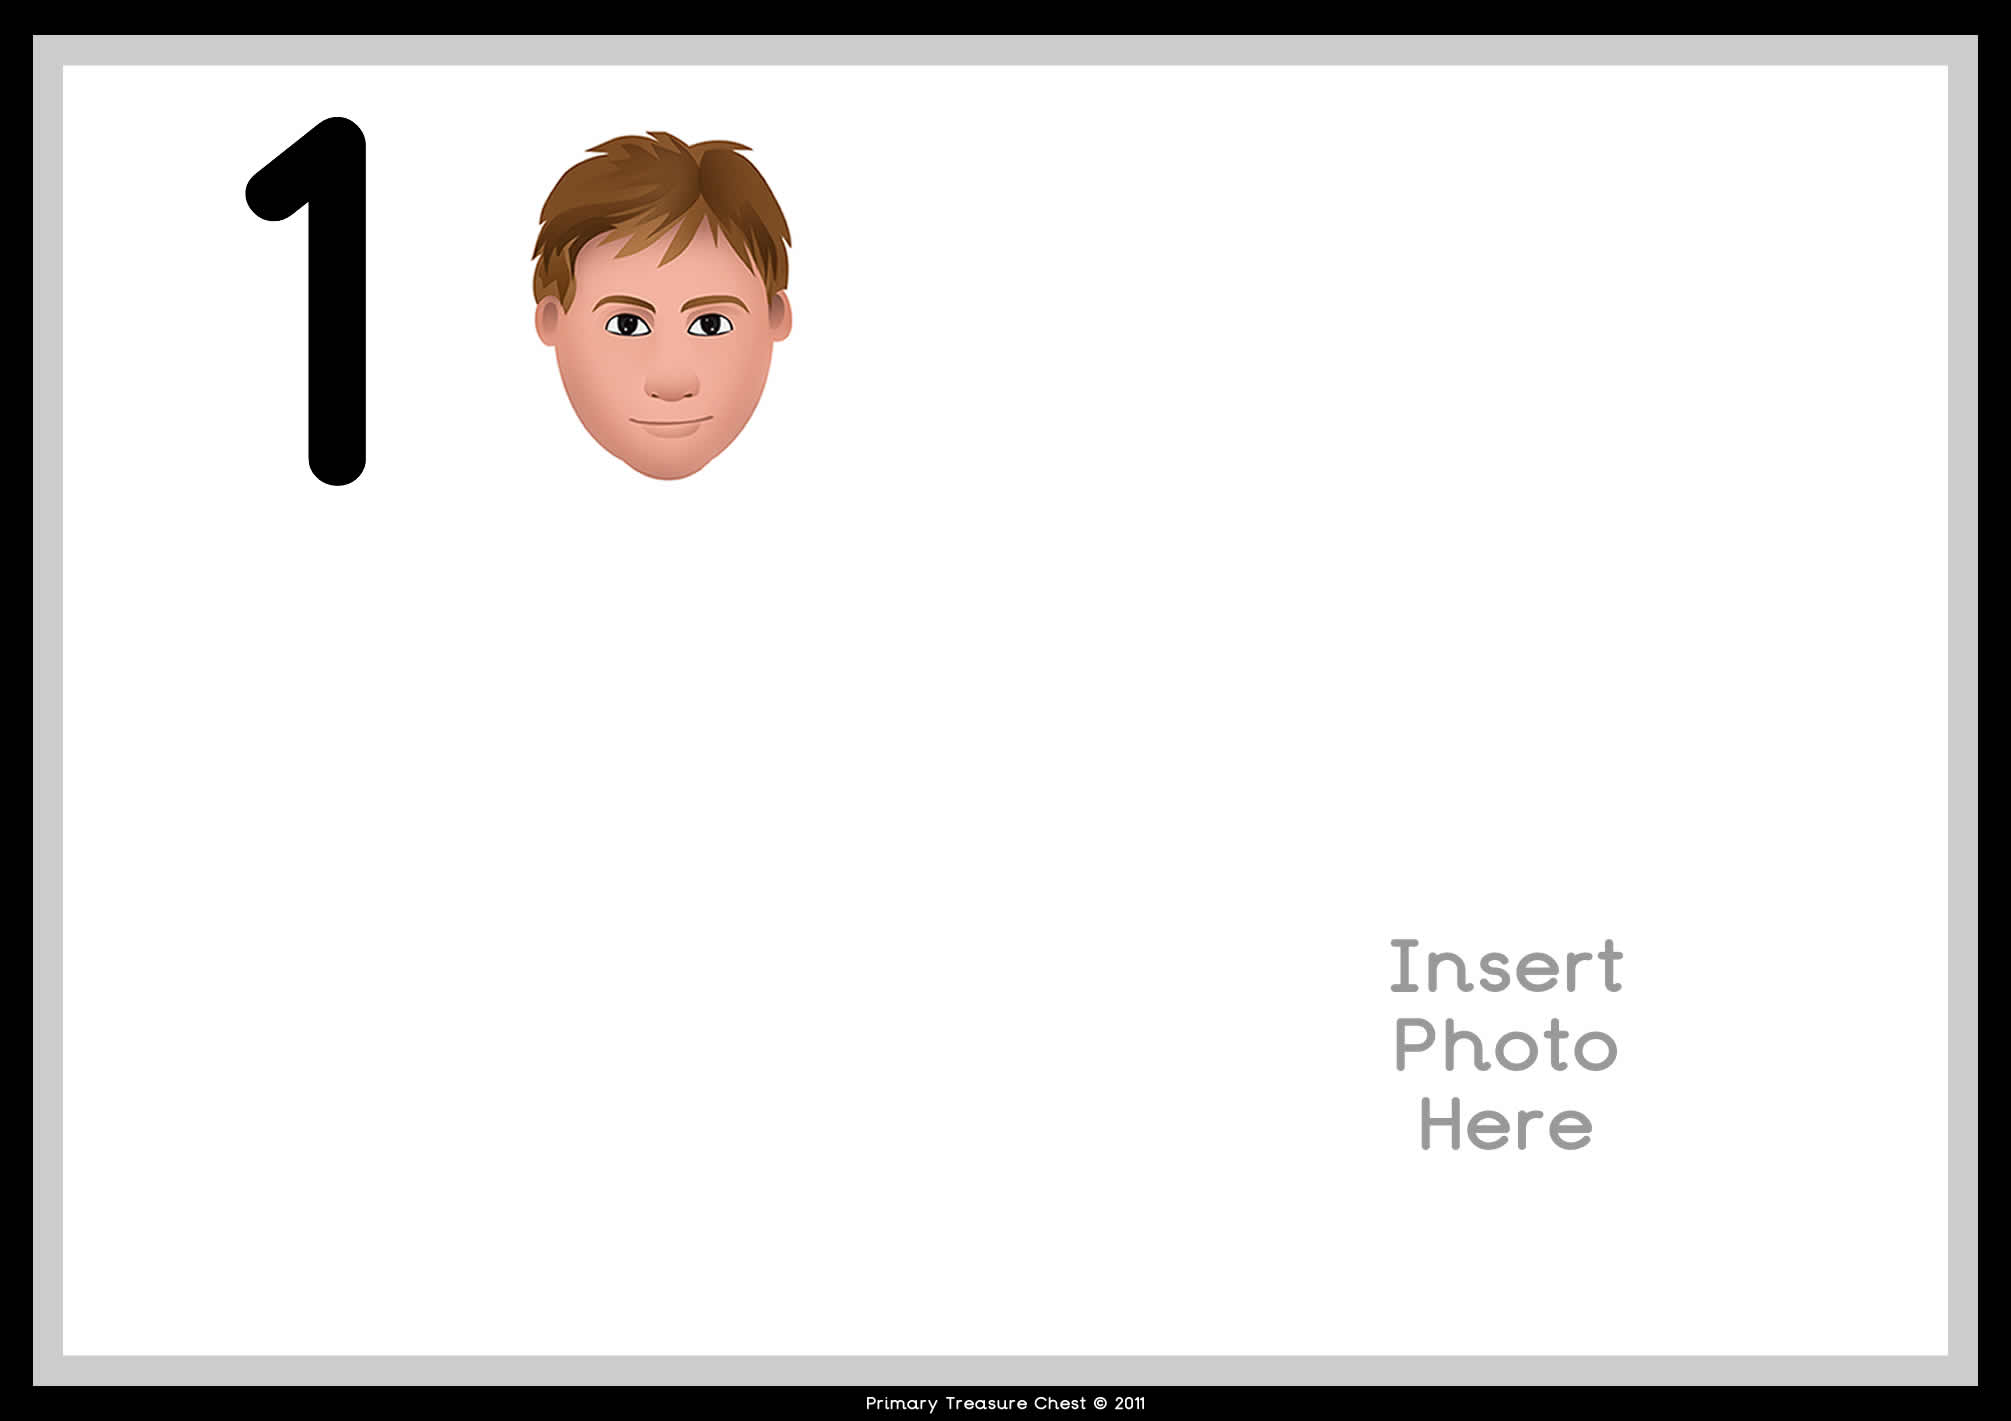 1
Insert
Photo
Here
Primary Treasure Chest © 2011